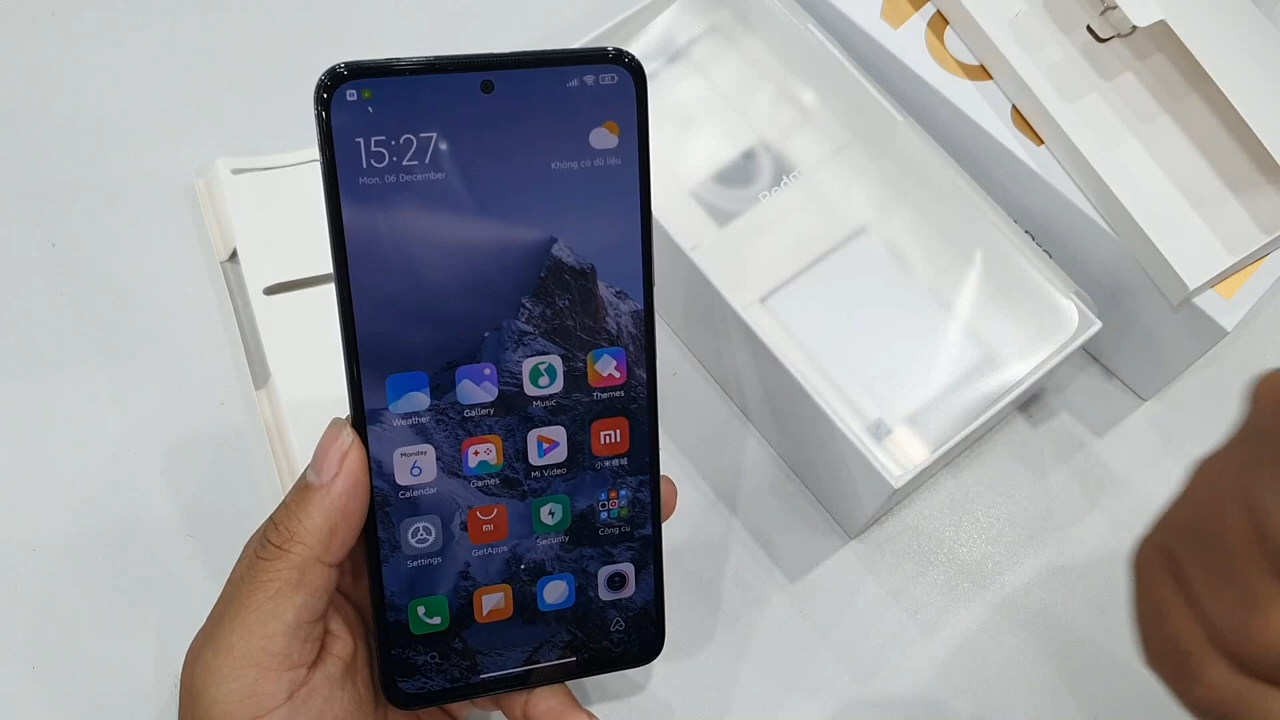 15:27
Mon, 06 December
Không có dữ liệu
Weather
Gallery
Music
Themes
Monday
6
Calendar
Games
Mi Video
小米商城
Settings
GetApps
Security
Công cụ